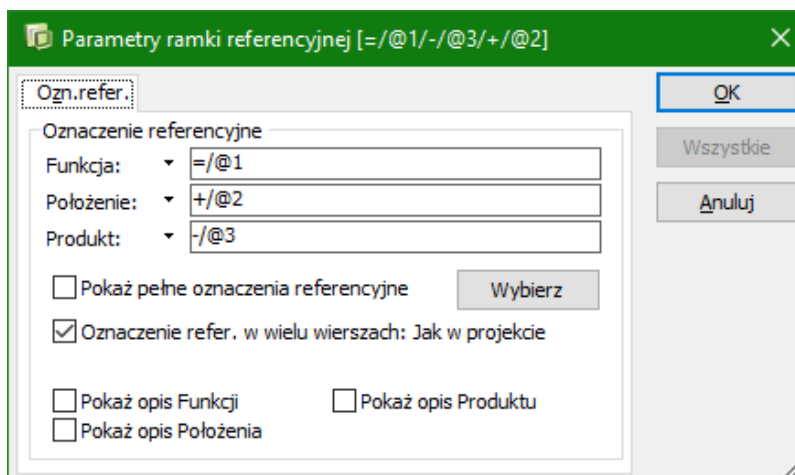 Parametry ramki referencyjnej [=/@1/-/@3/+/@2]
Ozn.refer.
OK
Oznaczenie referencyjne
Wszystkie
Funkcja: =/@1
Położenie: +/@2
Anuluj
Produkt: -/@3
Pokaż pełne oznaczenia referencyjne
Wybierz
Oznaczenie refer. w wielu wierszach: Jak w projekcie
Pokaż opis Funkcji
Pokaż opis Produktu
Pokaż opis Położenia